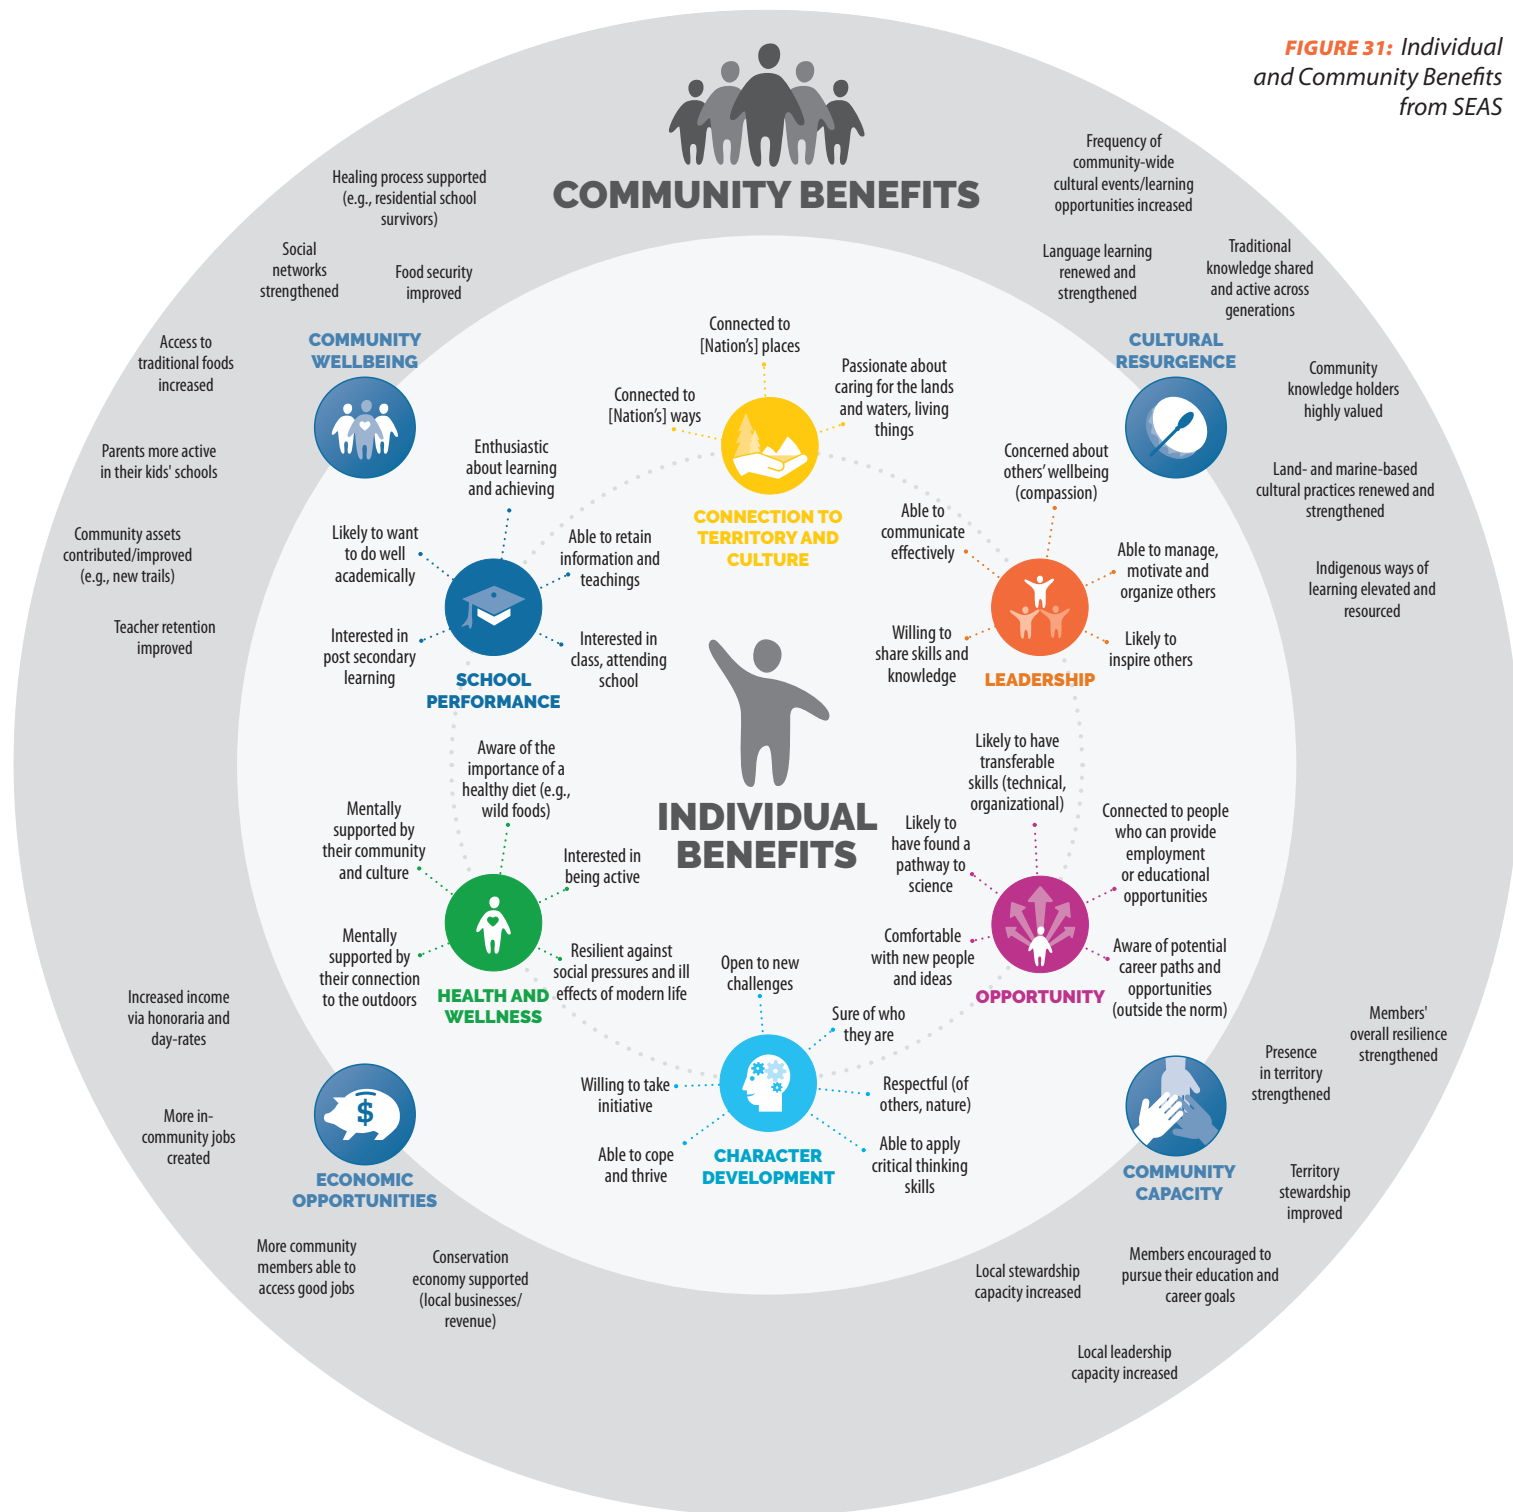 FIGURE 31: Individual
and Community Benefits
from SEAS
COMMUNITY BENEFITS
Healing process supported
(e.g., residential school
survivors)
Social
networks
strengthened
Food security
improved
COMMUNITY
WELLBEING
Access to
traditional foods
increased
Parents more active
in their kids' schools
Community assets
contributed/improved
(e.g., new trails)
Teacher retention
improved
Frequency of
community-wide
cultural events/learning
opportunities increased
Language learning
renewed and
strengthened
Traditional
knowledge shared
and active across
generations
CULTURAL
RESURGENCE
Community
knowledge holders
highly valued
Land- and marine-based
cultural practices renewed and
strengthened
Indigenous ways of
learning elevated and
resourced
Connected to
[Nation's] places
Connected to
[Nation's] ways
Passionate about
caring for the lands
and waters, living
things
CONNECTION TO
TERRITORY AND
CULTURE
Enthusiastic
about learning
and achieving
Likely to want
to do well
academically
Able to retain
information and
teachings
Interested in
post secondary
learning
Interested in
class, attending
school
SCHOOL
PERFORMANCE
Concerned about
others' wellbeing
(compassion)
Able to
communicate
effectively
Able to manage,
motivate and
organize others
Willing to
share skills and
knowledge
Likely to
inspire others
LEADERSHIP
INDIVIDUAL
BENEFITS
Aware of the
importance of a
healthy diet (e.g.,
wild foods)
Mentally
supported by
their community
and culture
Interested in
being active
Mentally
supported by
their connection
to the outdoors
Resilient against
social pressures and ill
effects of modern life
HEALTH AND
WELLNESS
Likely to have
transferable
skills (technical,
organizational)
Likely to
have found a
pathway to
science
Connected to people
who can provide
employment
or educational
opportunities
Comfortable
with new people
and ideas
Aware of potential
career paths and
opportunities
(outside the norm)
OPPORTUNITY
Open to new
challenges
Sure of who
they are
Willing to take
initiative
Respectful (of
others, nature)
Able to cope
and thrive
Able to apply
critical thinking
skills
CHARACTER
DEVELOPMENT
Increased income
via honoraria and
day-rates
More in-
community jobs
created
$
ECONOMIC
OPPORTUNITIES
More community
members able to
access good jobs
Conservation
economy supported
(local businesses/
revenue)
Members'
overall resilience
strengthened
Presence
in territory
strengthened
COMMUNITY
CAPACITY
Territory
stewardship
improved
Members encouraged to
pursue their education and
career goals
Local stewardship
capacity increased
Local leadership
capacity increased